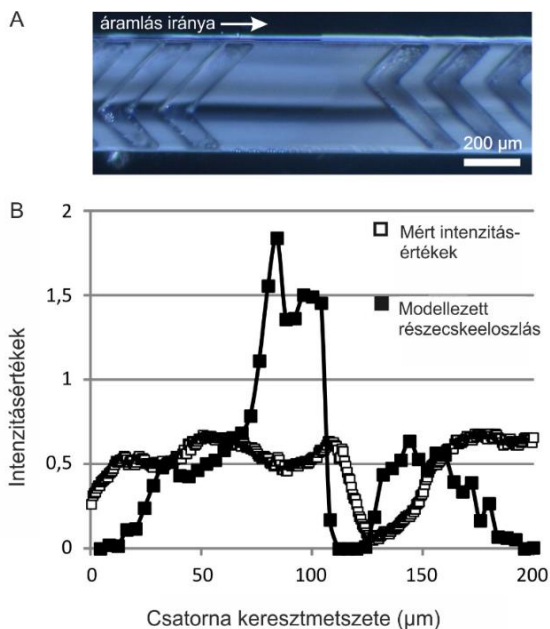 A
áramlás iránya
200 µm
B
2
1,5
1
0,5
0
Intenzitásértékek
Mért intenzitás-
értékek
Modellezett
részecskeeloszlás
0 50 100 150 200
Csatorna keresztmetszete (µm)